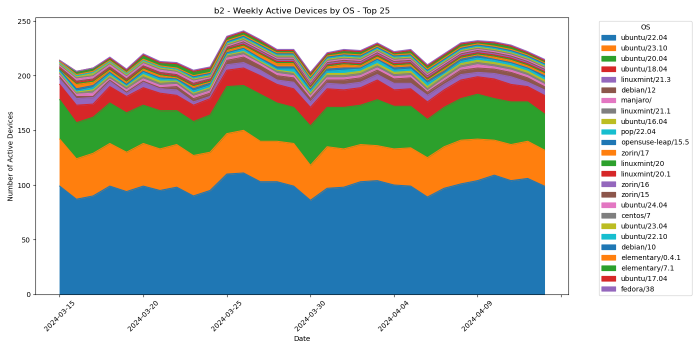 b2 - Weekly Active Devices by OS - Top 25
Number of Active Devices
250
200
150
100
50
0
2024-03-15
2024-03-20
2024-03-25
2024-03-30
2024-04-04
2024-04-09
Date
OS
ubuntu/22.04
ubuntu/23.10
ubuntu/20.04
ubuntu/18.04
linuxmint/21.3
debian/12
manjaro/
linuxmint/21.1
ubuntu/16.04
pop/22.04
opensuse-leap/15.5
zorin/17
linuxmint/20
linuxmint/20.1
zorin/16
zorin/15
ubuntu/24.04
centos/7
ubuntu/23.04
ubuntu/22.10
debian/10
elementary/0.4.1
elementary/7.1
ubuntu/17.04
fedora/38